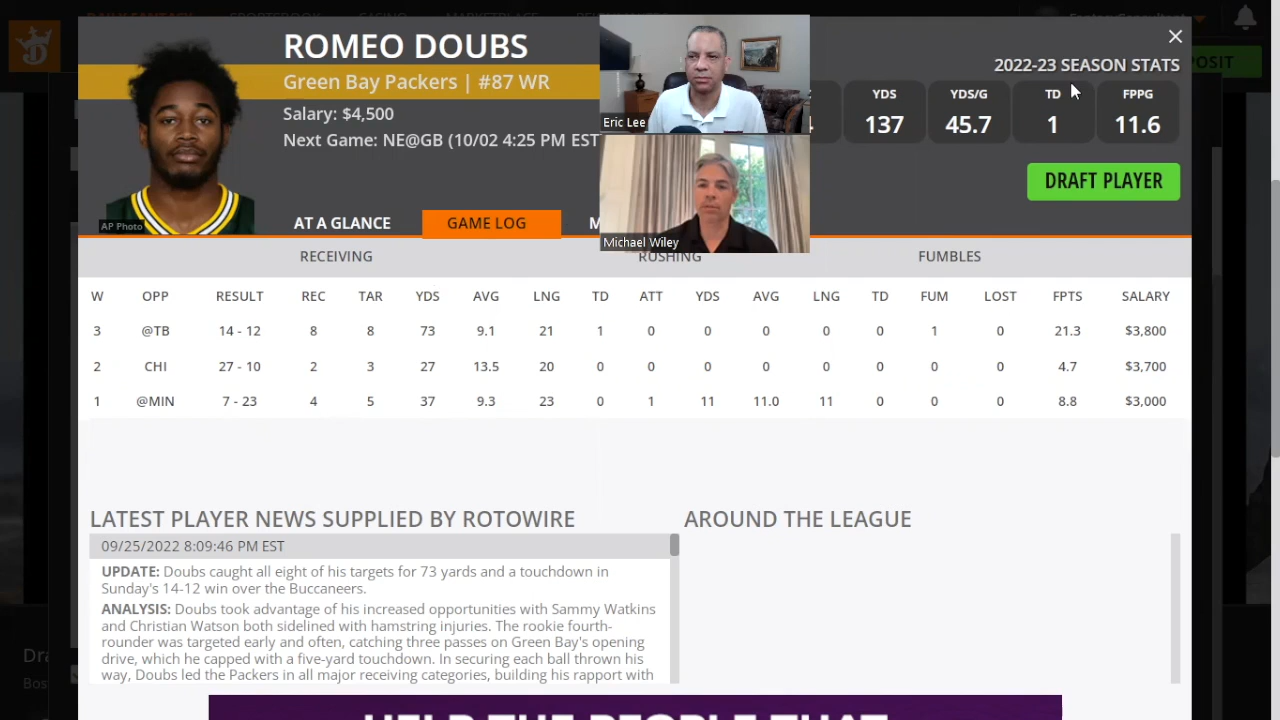 ROMEO DOUBS
Green Bay Packers | #87 WR
Salary: $4,500
Next Game: NE@GB (10/02 4:25 PM EST
AP Photo
Eric Lee
Michael Wiley
2022-23 SEASON STATS
YDS YDS/G TD FPPG
137 45.7 1 11.6
DRAFT PLAYER
AT A GLANCE GAME LOG M
RECEIVING RUSHING FUMBLES
W OPP RESULT REC TAR YDS AVG LNG TD ATT YDS AVG LNG TD FUM LOST FPTS SALARY
3 @TB 14 - 12 8 8 73 9.1 21 1 0 0 0 0 0 1 0 21.3 $3,800
2 CHI 27 - 10 2 3 27 13.5 20 0 0 0 0 0 0 0 0 4.7 $3,700
1 @MIN 7 - 23 4 5 37 9.3 23 0 1 11 11.0 11 0 0 0 8.8 $3,000
LATEST PLAYER NEWS SUPPLIED BY ROTOWIRE
09/25/2022 8:09:46 PM EST
UPDATE: Doubs caught all eight of his targets for 73 yards and a touchdown in
Sunday's 14-12 win over the Buccaneers.
ANALYSIS: Doubs took advantage of his increased opportunities with Sammy Watkins
and Christian Watson both sidelined with hamstring injuries. The rookie fourth-
rounder was targeted early and often, catching three passes on Green Bay's opening
drive, which he capped with a five-yard touchdown. In securing each ball thrown his
way, Doubs led the Packers in all major receiving categories, building his rapport with
AROUND THE LEAGUE
HELP THE PEOPLE THAT